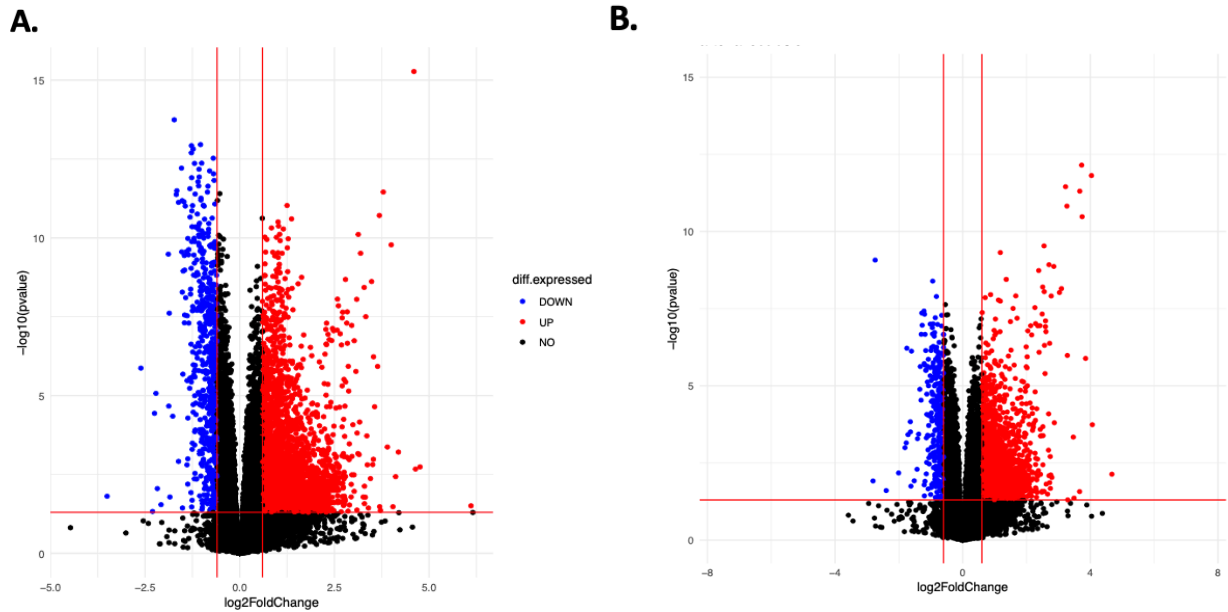 A.
15
10
5
0
-5.0
-2.5
0.0
2.5
5.0
log2FoldChange
−log10(pvalue)
diff.expressed
DOWN
UP
NO
B.
15
10
5
0
-8
-4
0
4
8
log2FoldChange
−log10(pvalue)